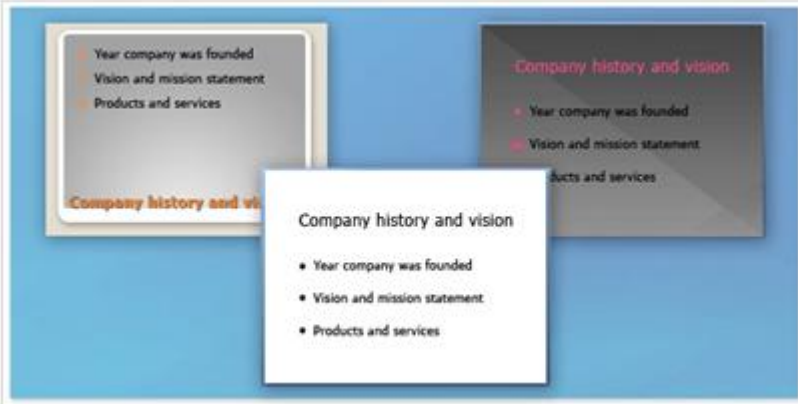 Year company was founded
Vision and mission statement
Products and services
Company history and vi
Company history and vision
Year company was founded
Vision and mission statement
ducts and services
Company history and vision
• Year company was founded
• Vision and mission statement
• Products and services